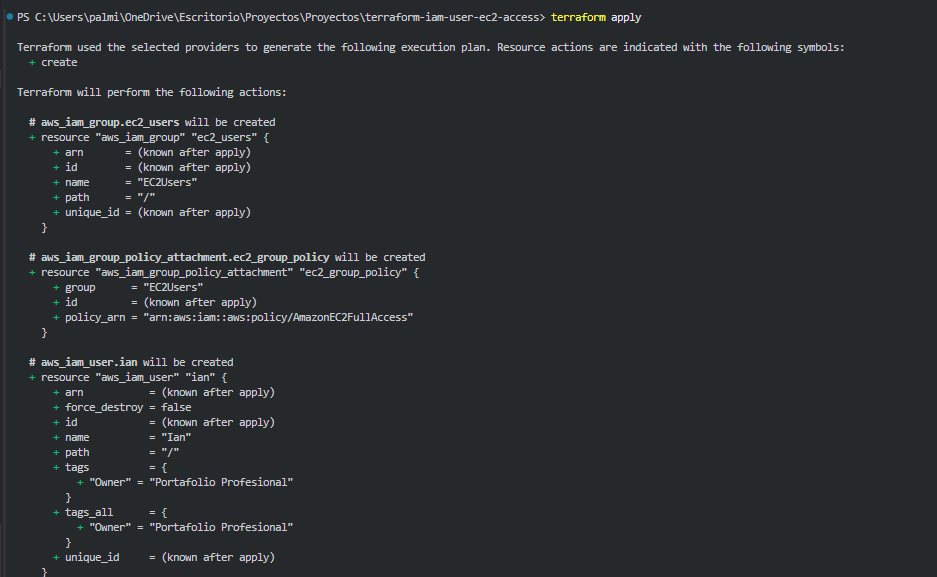 PS C:\Users\palmi\OneDrive\Escritorio\Proyectos\Proyectos\terraform-iam-user-ec2-access> terraform apply
Terraform used the selected providers to generate the following execution plan. Resource actions are indicated with the following symbols:
+ create
Terraform will perform the following actions:
# aws_iam_group.ec2_users will be created
+ resource "aws_iam_group" "ec2_users" {
+ arn       = (known after apply)
+ id        = (known after apply)
+ name      = "EC2Users"
+ path      = "/"
+ unique_id = (known after apply)
}
# aws_iam_group_policy_attachment.ec2_group_policy will be created
+ resource "aws_iam_group_policy_attachment" "ec2_group_policy" {
+ group      = "EC2Users"
+ id         = (known after apply)
+ policy_arn = "arn:aws:iam::aws:policy/AmazonEC2FullAccess"
}
# aws_iam_user.ian will be created
+ resource "aws_iam_user" "ian" {
+ arn           = (known after apply)
+ force_destroy = false
+ id            = (known after apply)
+ name          = "Ian"
+ path          = "/"
+ tags          = {
+ "Owner" = "Portafolio Profesional"
}
+ tags_all      = {
+ "Owner" = "Portafolio Profesional"
}
+ unique_id     = (known after apply)
}